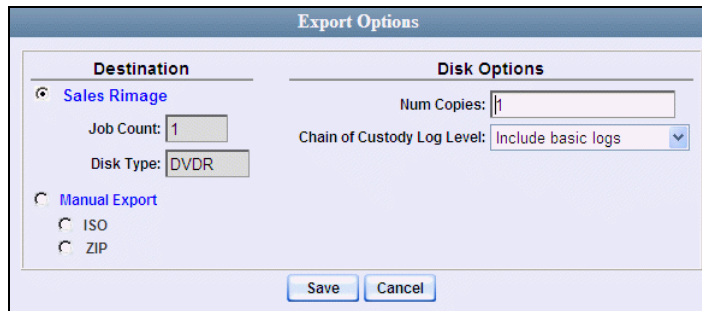 Export Options
Destination
Sales Rimage
Job Count: 1
Disk Type: DVDR
Manual Export
ISO
ZIP
Disk Options
Num Copies: 1
Chain of Custody Log Level: Include basic logs
Save Cancel